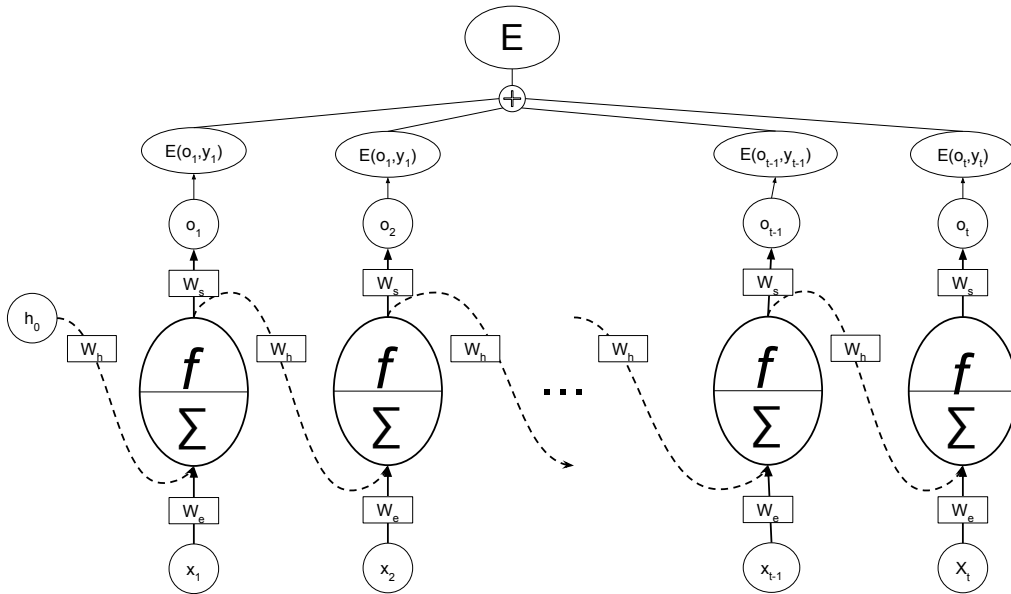 E
+
E(o₁,y₁) E(o₁,y₁) E(oₜ₋₁,yₜ₋₁) E(oₜ,yₜ)
o₁ o₂ oₜ₋₁ oₜ
Wₛ Wₛ Wₛ Wₛ
h₀
Wₕ Wₕ Wₕ Wₕ Wₕ
f f f f
...
Σ Σ Σ Σ
Wₑ Wₑ Wₑ Wₑ
x₁ x₂ xₜ₋₁ Xₜ